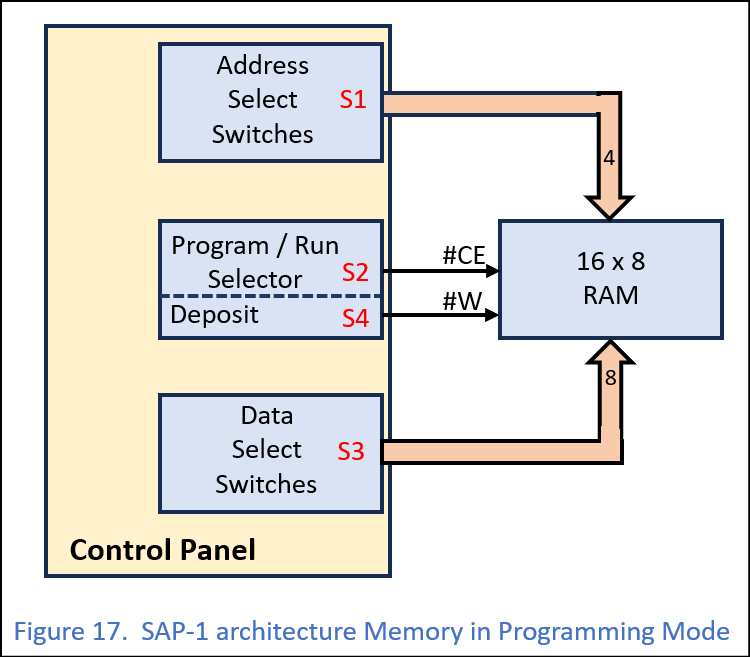 Address
Select S1
Switches
4
Program / Run
Selector S2
Deposit S4
#CE
#W
16 x 8
RAM
8
Data
Select S3
Switches
Control Panel
Figure 17. SAP-1 architecture Memory in Programming Mode